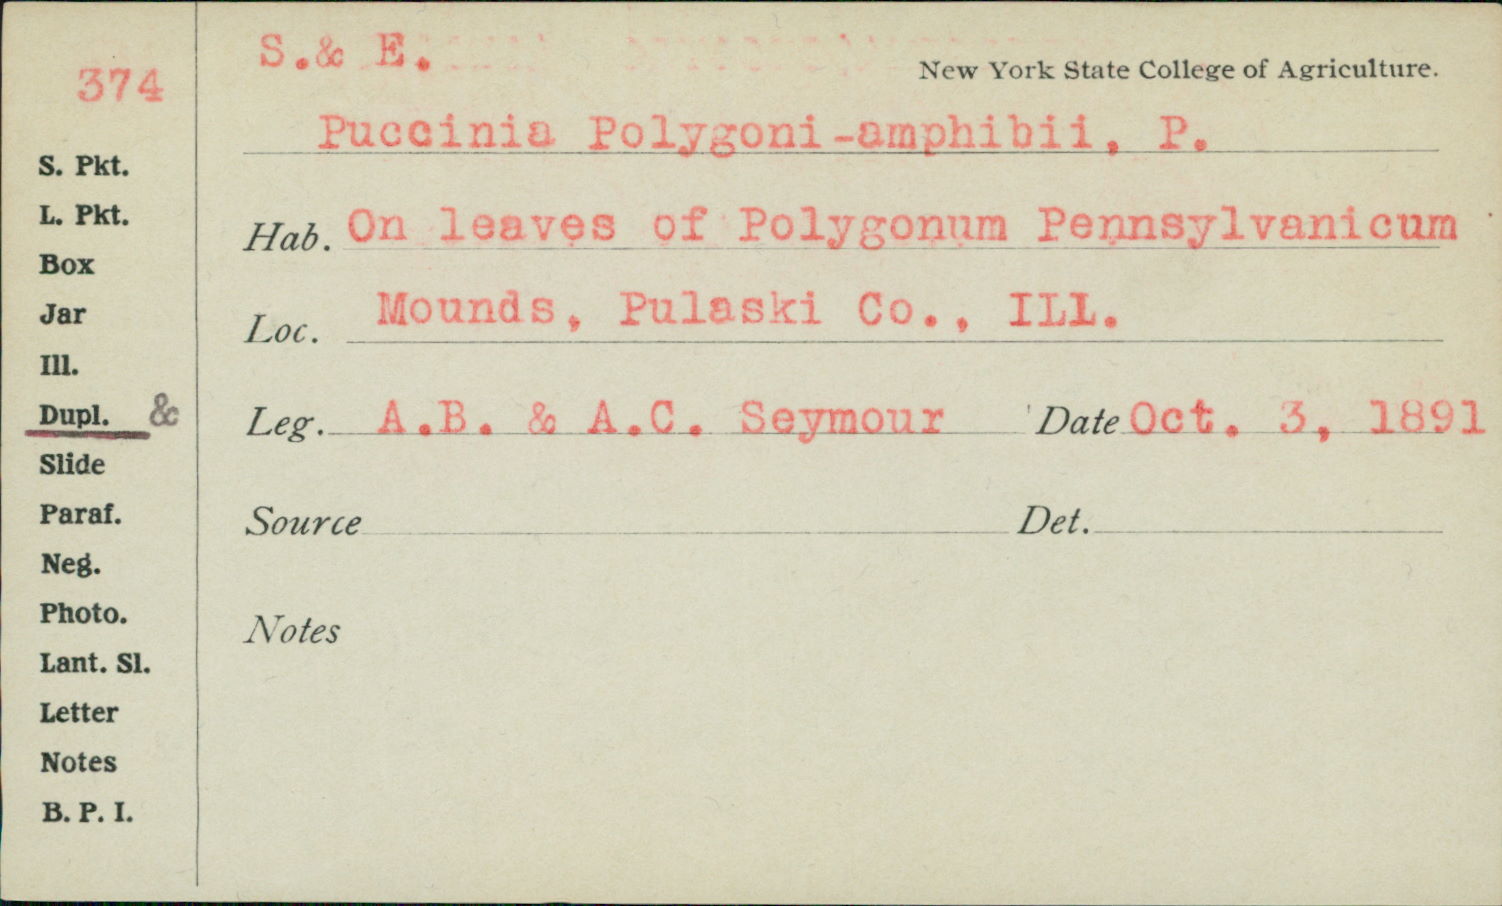 374
S.& E.
New York State College of Agriculture.
Puccinia Polygoni-amphibii, P.
Hab. On leaves of Polygonum Pennsylvanicum
Loc. Mounds, Pulaski Co., ILL.
Leg. A.B. & A.C. Seymour Date Oct. 3, 1891
Source Det.
Notes
S. Pkt.
L. Pkt.
Box
Jar
Ill.
Dupl. &
Slide
Paraf.
Neg.
Photo.
Lant. Sl.
Letter
Notes
B. P. I.